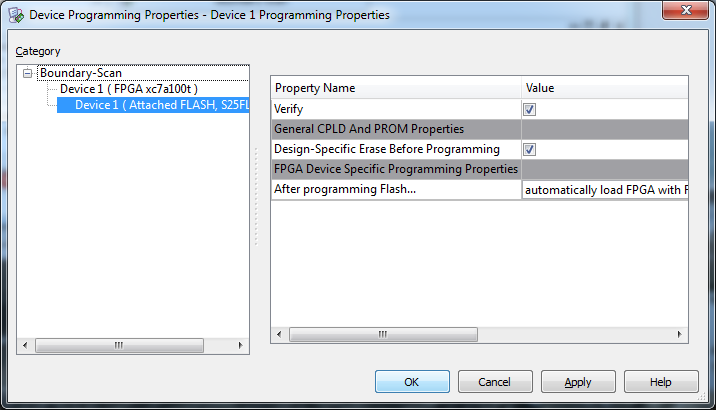 Device Programming Properties - Device 1 Programming Properties
Category
Boundary-Scan
Device 1 ( FPGA xc7a100t )
Device 1 ( Attached FLASH, S25FL
Property Name Value
Verify
General CPLD And PROM Properties
Design-Specific Erase Before Programming
FPGA Device Specific Programming Properties
After programming Flash... automatically load FPGA with F
OK Cancel Apply Help